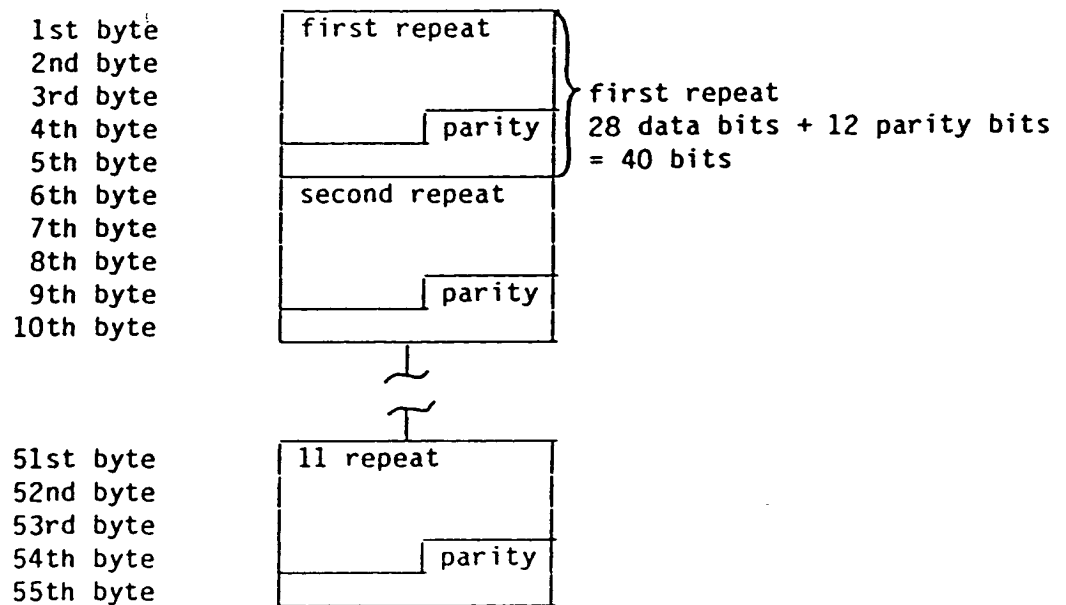 1st byte first repeat
2nd byte
3rd byte first repeat
4th byte parity 28 data bits + 12 parity bits
5th byte = 40 bits
6th byte second repeat
7th byte
8th byte
9th byte parity
10th byte
51st byte 11 repeat
52nd byte
53rd byte
54th byte parity
55th byte